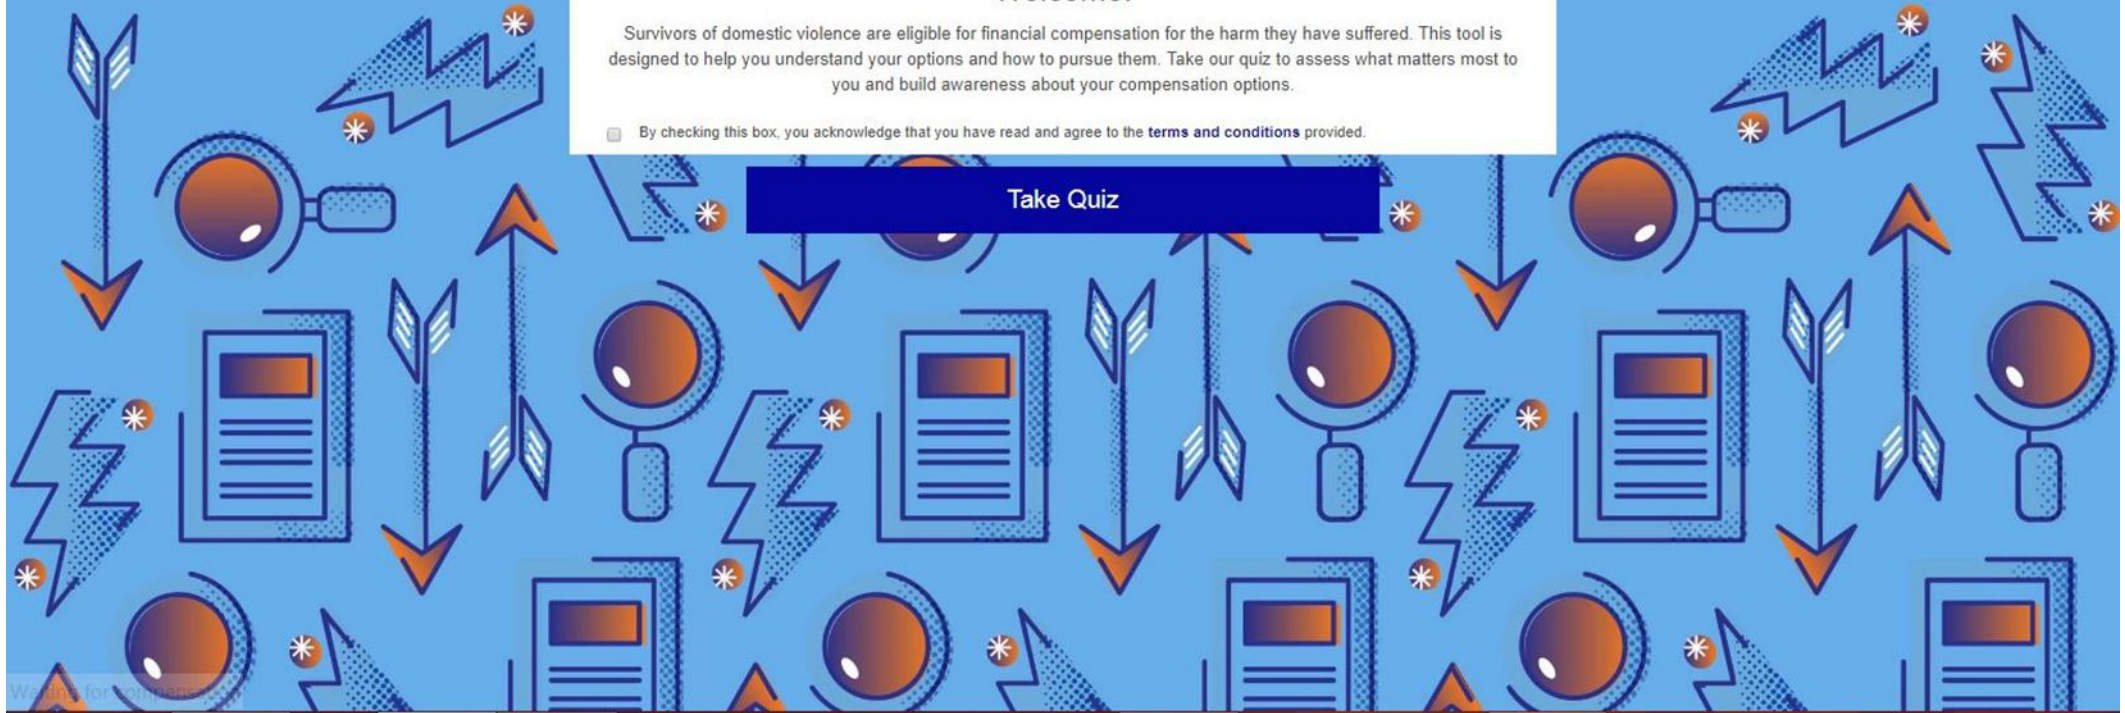 Survivors of domestic violence are eligible for financial compensation for the harm they have suffered. This tool is
designed to help you understand your options and how to pursue them. Take our quiz to assess what matters most to
you and build awareness about your compensation options.
By checking this box, you acknowledge that you have read and agree to the terms and conditions provided.
Take Quiz
Waiting for compensation